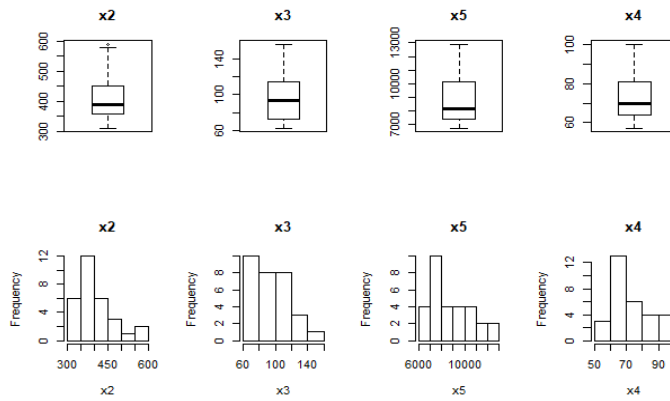 x2
x3
x5
x4
300 400 500 600
60 100 140
7000 10000 13000
60 80 100
x2
x3
x5
x4
Frequency
0 4 8 12
300 450 600
x2
Frequency
0 2 4 6 8
60 100 140
x3
Frequency
0 2 4 6 8
6000 10000
x5
Frequency
0 4 8 12
50 70 90
x4